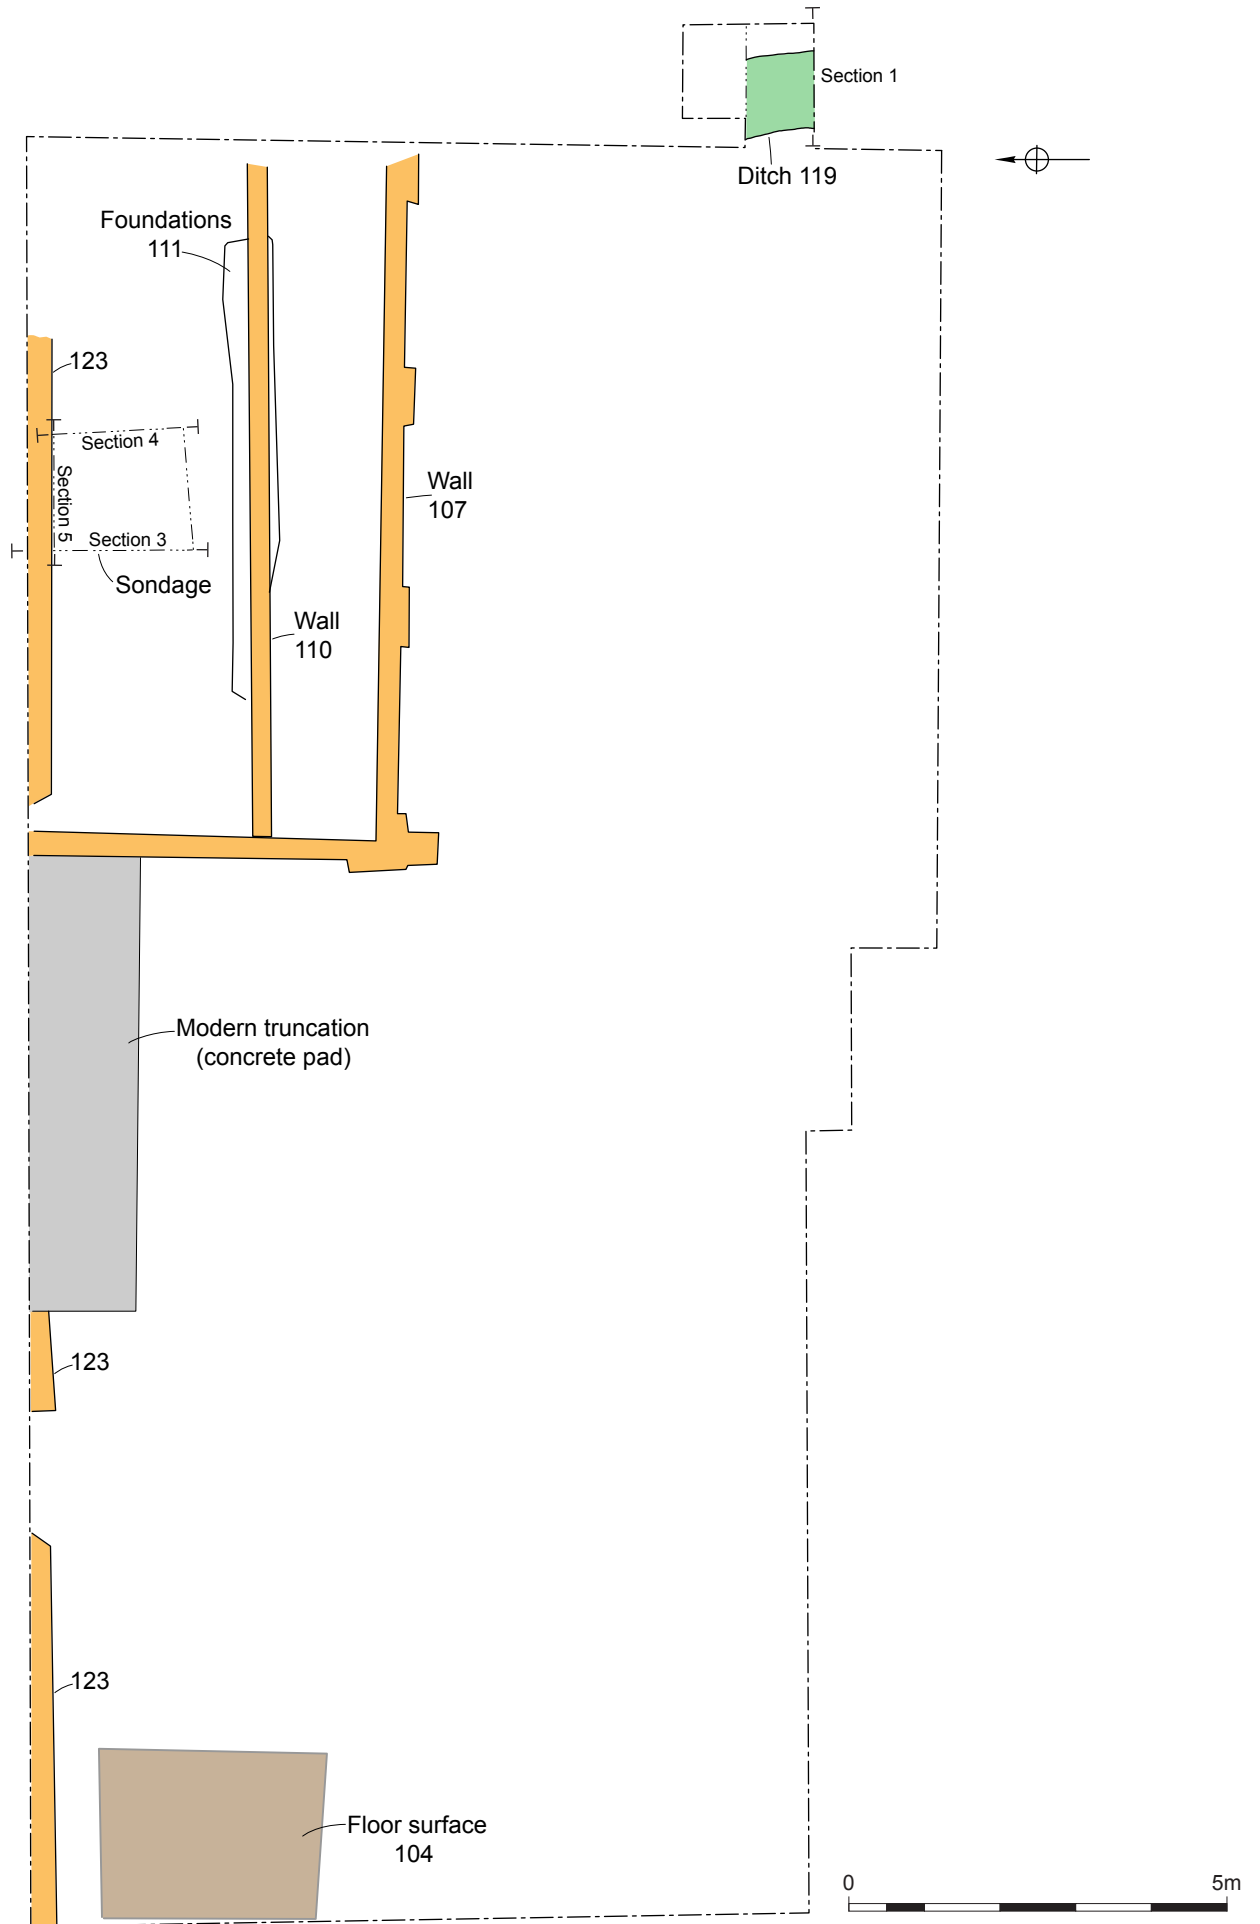 Section 1
Ditch 119
Foundations
111
123
Section 4
Section 5
Section 3
Sondage
Wall
107
Wall
110
Modern truncation
(concrete pad)
123
123
Floor surface
104
0
5m